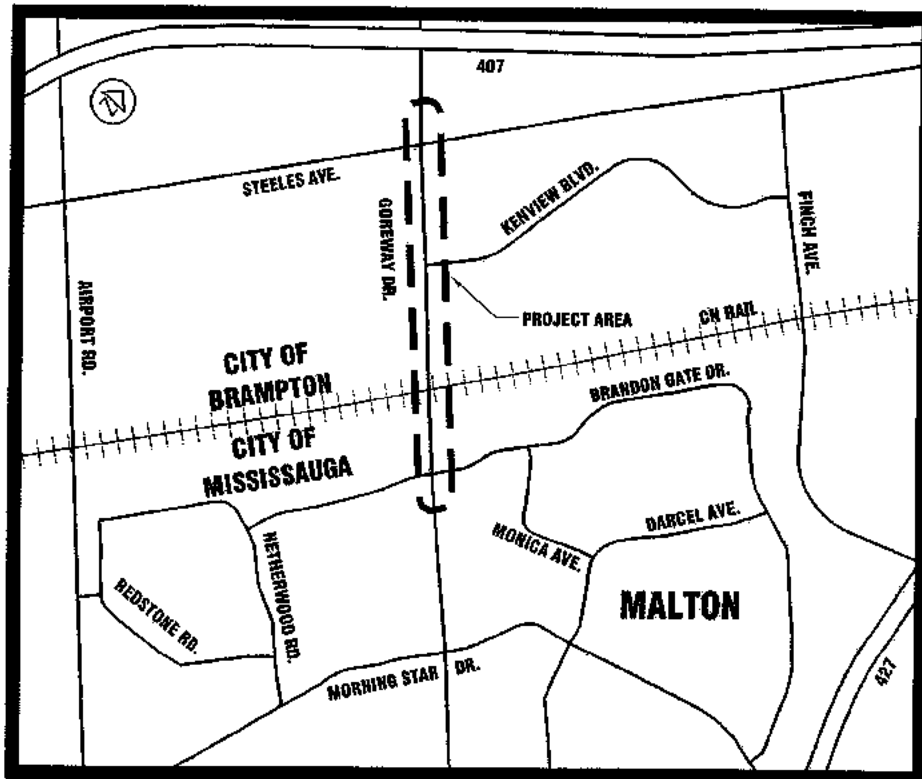 407
STEELES AVE.
KENVIEW BLVD.
GOREWAY DR.
FINCH AVE.
AIRPORT RD.
PROJECT AREA
CN RAIL
CITY OF
BRAMPTON
BRANDON GATE DR.
CITY OF
MISSISSAUGA
MONICA AVE.
DARCEL AVE.
NETHERWOOD RD.
REDSTONE RD.
MALTON
MORNING STAR DR.
427